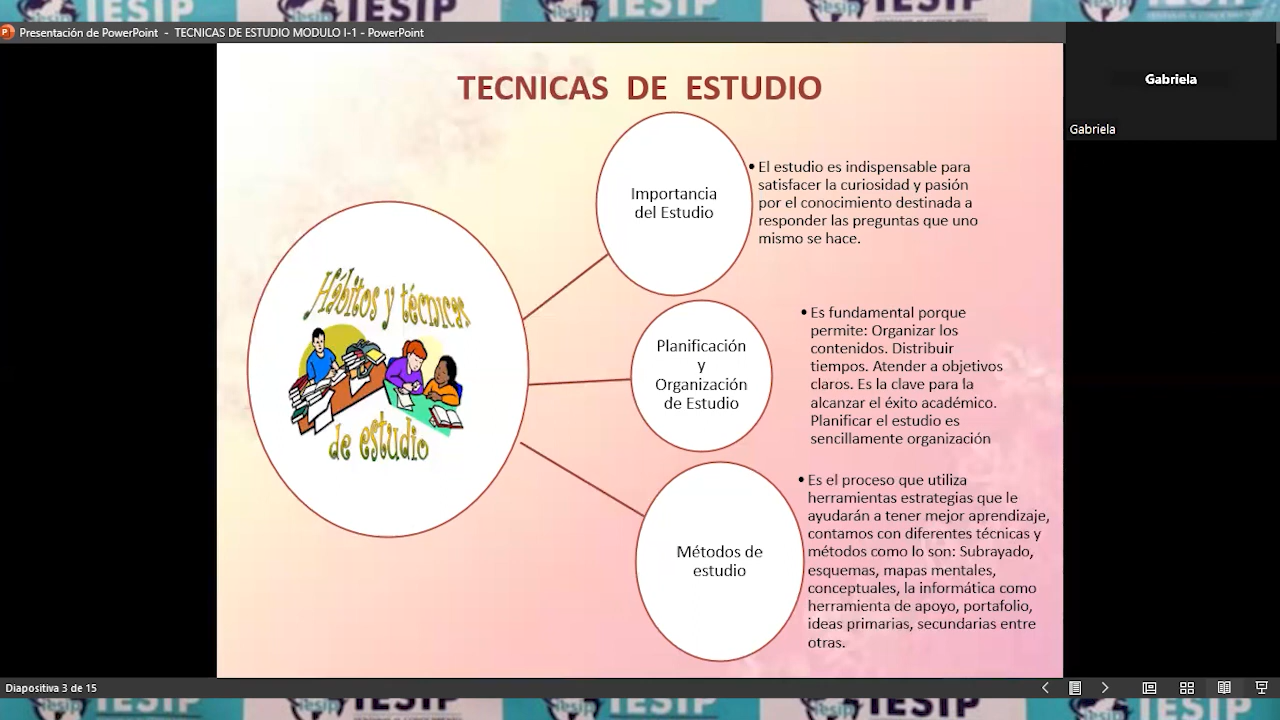 IESIP
Presentación de PowerPoint - TECNICAS DE ESTUDIO MODULO I-1 - PowerPoint
Gabriela
Gabriela
TECNICAS DE ESTUDIO
Importancia
del Estudio
• El estudio es indispensable para
satisfacer la curiosidad y pasión
por el conocimiento destinada a
responder las preguntas que uno
mismo se hace.
Hábitos y técnicas
de estudio
Planificación
y
Organización
de Estudio
• Es fundamental porque
permite: Organizar los
contenidos. Distribuir
tiempos. Atender a objetivos
claros. Es la clave para la
alcanzar el éxito académico.
Planificar el estudio es
sencillamente organización
Métodos de
estudio
• Es el proceso que utiliza
herramientas estrategias que le
ayudarán a tener mejor aprendizaje,
contamos con diferentes técnicas y
métodos como lo son: Subrayado,
esquemas, mapas mentales,
conceptuales, la informática como
herramienta de apoyo, portafolio,
ideas primarias, secundarias entre
otras.
Diapositiva 3 de 15